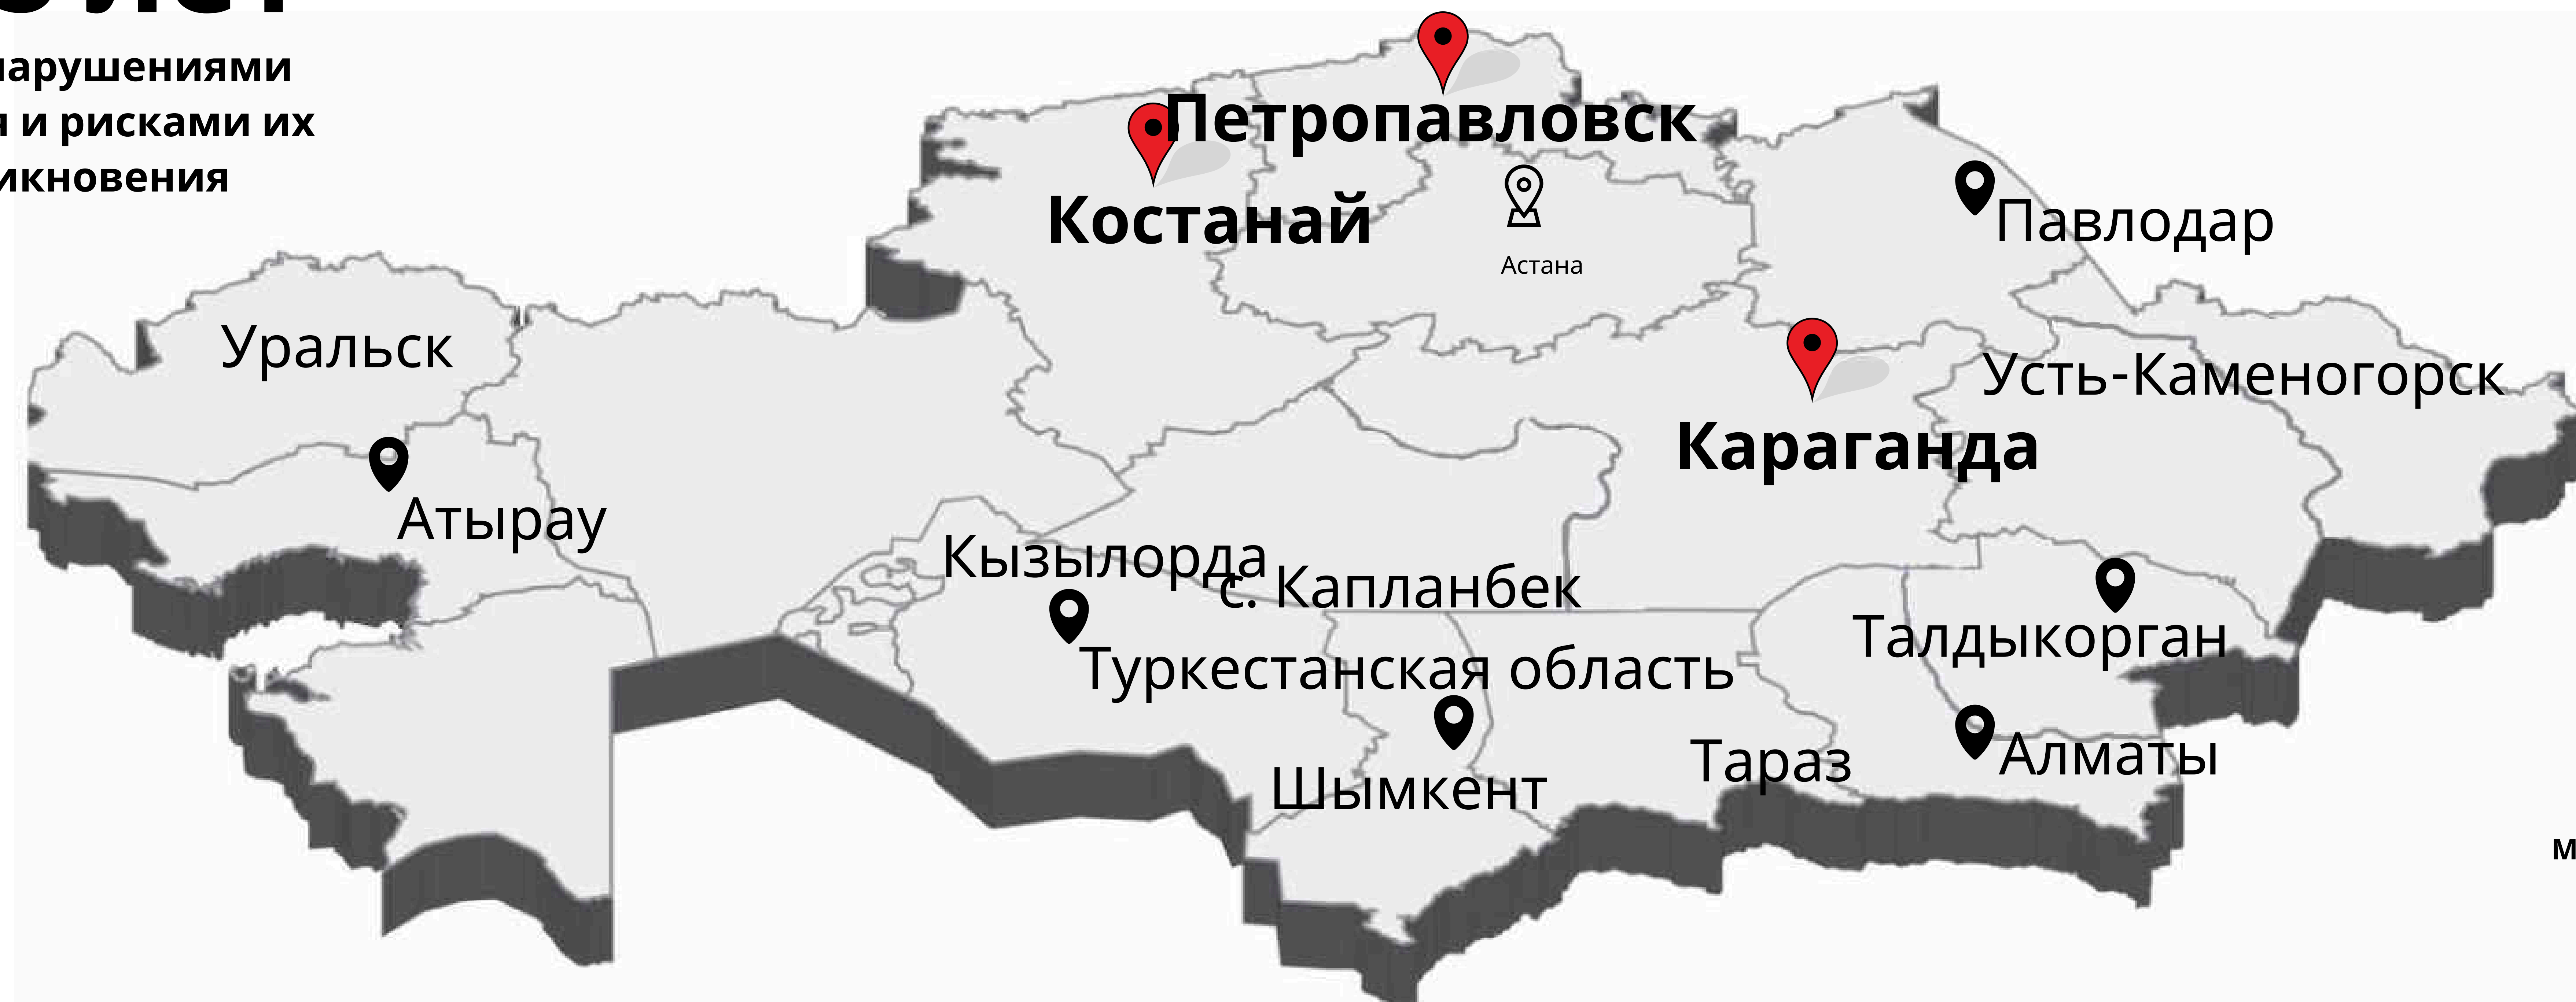 лет
нарушениями
и рисками их
Петропавловск
Костанай
Павлодар
Астана
Уральск
Усть-Каменогорск
Караганда
Атырау
Кызылорда
с. Капланбек
Талдыкорган
Туркестанская область
Тараз
Алматы
Шымкент